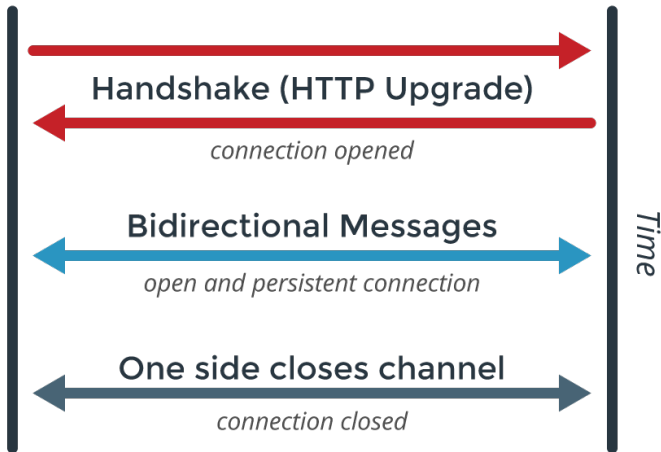 Handshake (HTTP Upgrade)
connection opened
Bidirectional Messages
open and persistent connection
Time
One side closes channel
connection closed